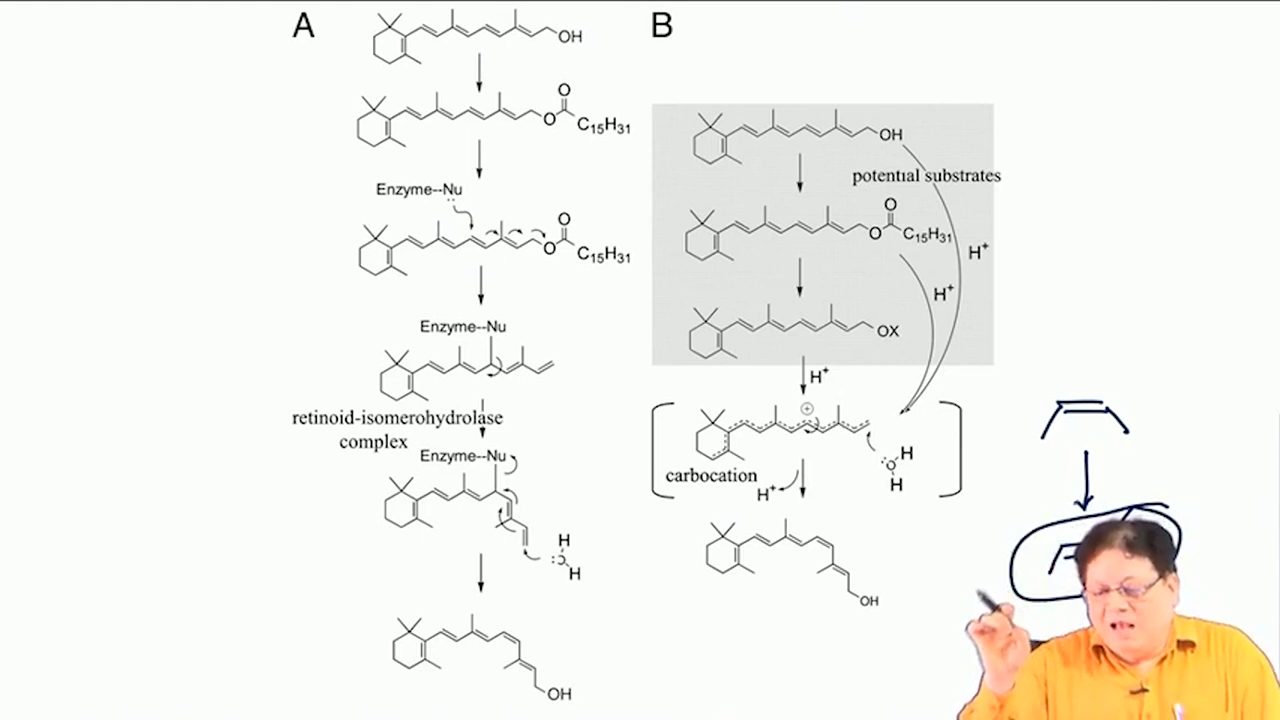 A
OH
O
O
C15H31
Enzyme--Nu
O
O
C15H31
Enzyme--Nu
retinoid-isomerohydrolase
complex
Enzyme--Nu
H
:O
H
OH
B
OH
potential substrates
O
O
C15H31
H+
H+
OX
H+
+
carbocation
H+
:O
H
H
OH